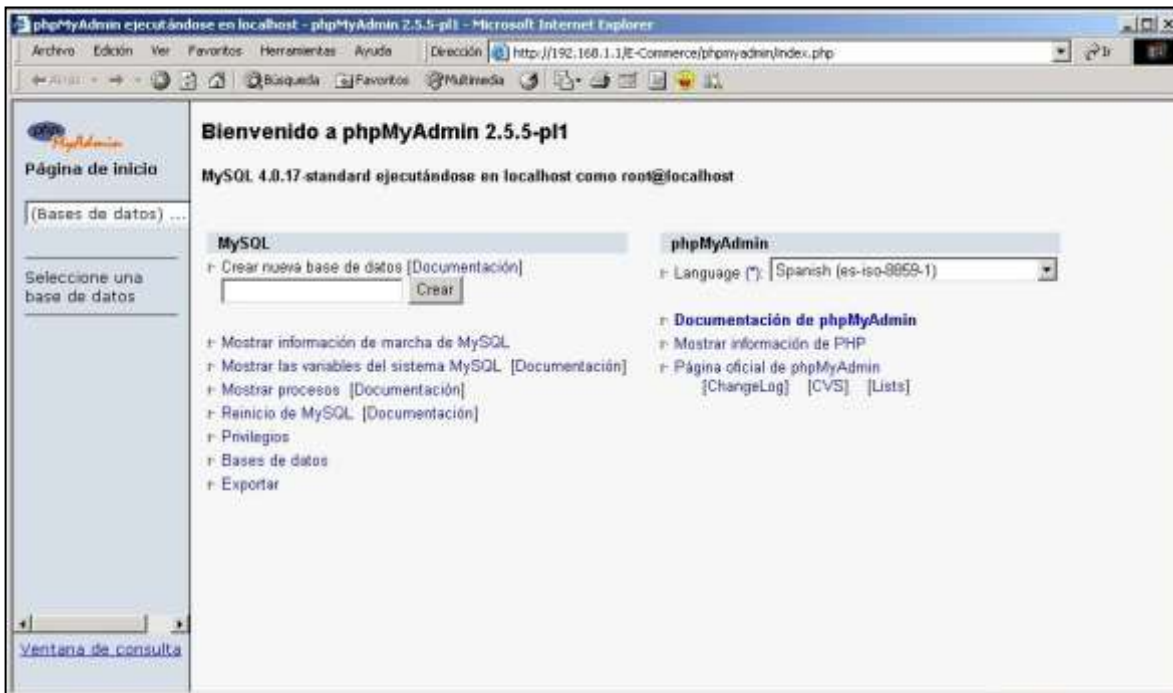 phpMyAdmin ejecutándose en localhost - phpMyAdmin 2.5.5-pl1 - Microsoft Internet Explorer
Archivo Edición Ver Favoritos Herramientas Ayuda Dirección http://192.168.1.1/E-Commerce/phpmyadmin/index.php Ir
Búsqueda Favoritos Multimedia
php
MyAdmin
Página de inicio
(Bases de datos) ...
Seleccione una
base de datos
Ventana de consulta
Bienvenido a phpMyAdmin 2.5.5-pl1
MySQL 4.0.17-standard ejecutándose en localhost como root@localhost
MySQL
Crear nueva base de datos [Documentación]
Crear
Mostrar información de marcha de MySQL
Mostrar las variables del sistema MySQL [Documentación]
Mostrar procesos [Documentación]
Reinicio de MySQL [Documentación]
Privilegios
Bases de datos
Exportar
phpMyAdmin
Language (*): Spanish (es-iso-8859-1)
Documentación de phpMyAdmin
Mostrar información de PHP
Página oficial de phpMyAdmin
[ChangeLog] [CVS] [Lists]